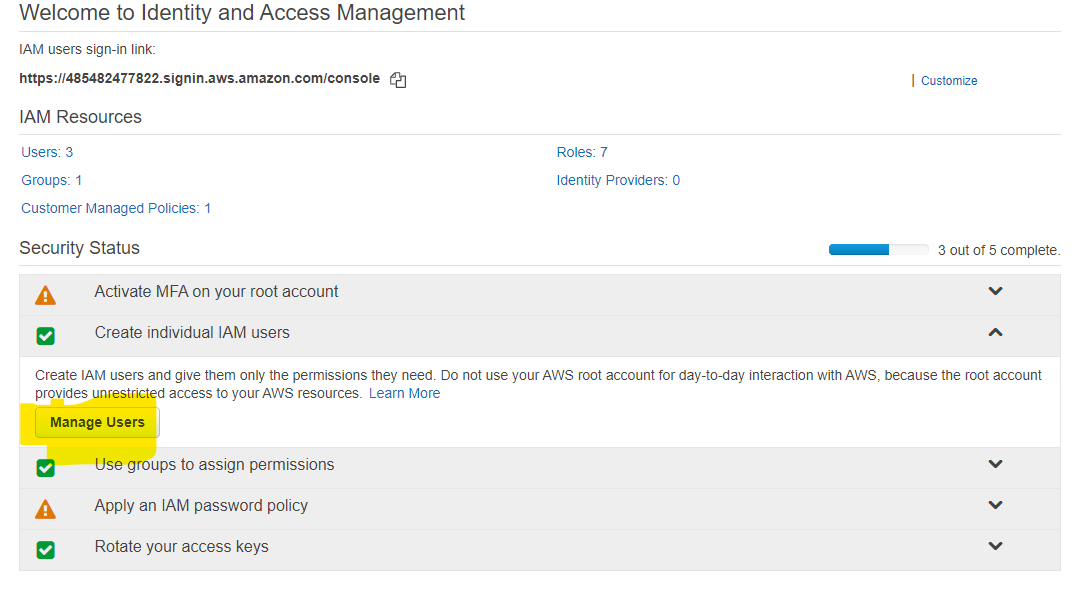 Welcome to Identity and Access Management
IAM users sign-in link:
https://485482477822.signin.aws.amazon.com/console
Customize
IAM Resources
Users: 3
Roles: 7
Groups: 1
Identity Providers: 0
Customer Managed Policies: 1
Security Status
3 out of 5 complete.
Activate MFA on your root account
Create individual IAM users
Create IAM users and give them only the permissions they need. Do not use your AWS root account for day-to-day interaction with AWS, because the root account
provides unrestricted access to your AWS resources. Learn More
Manage Users
Use groups to assign permissions
Apply an IAM password policy
Rotate your access keys